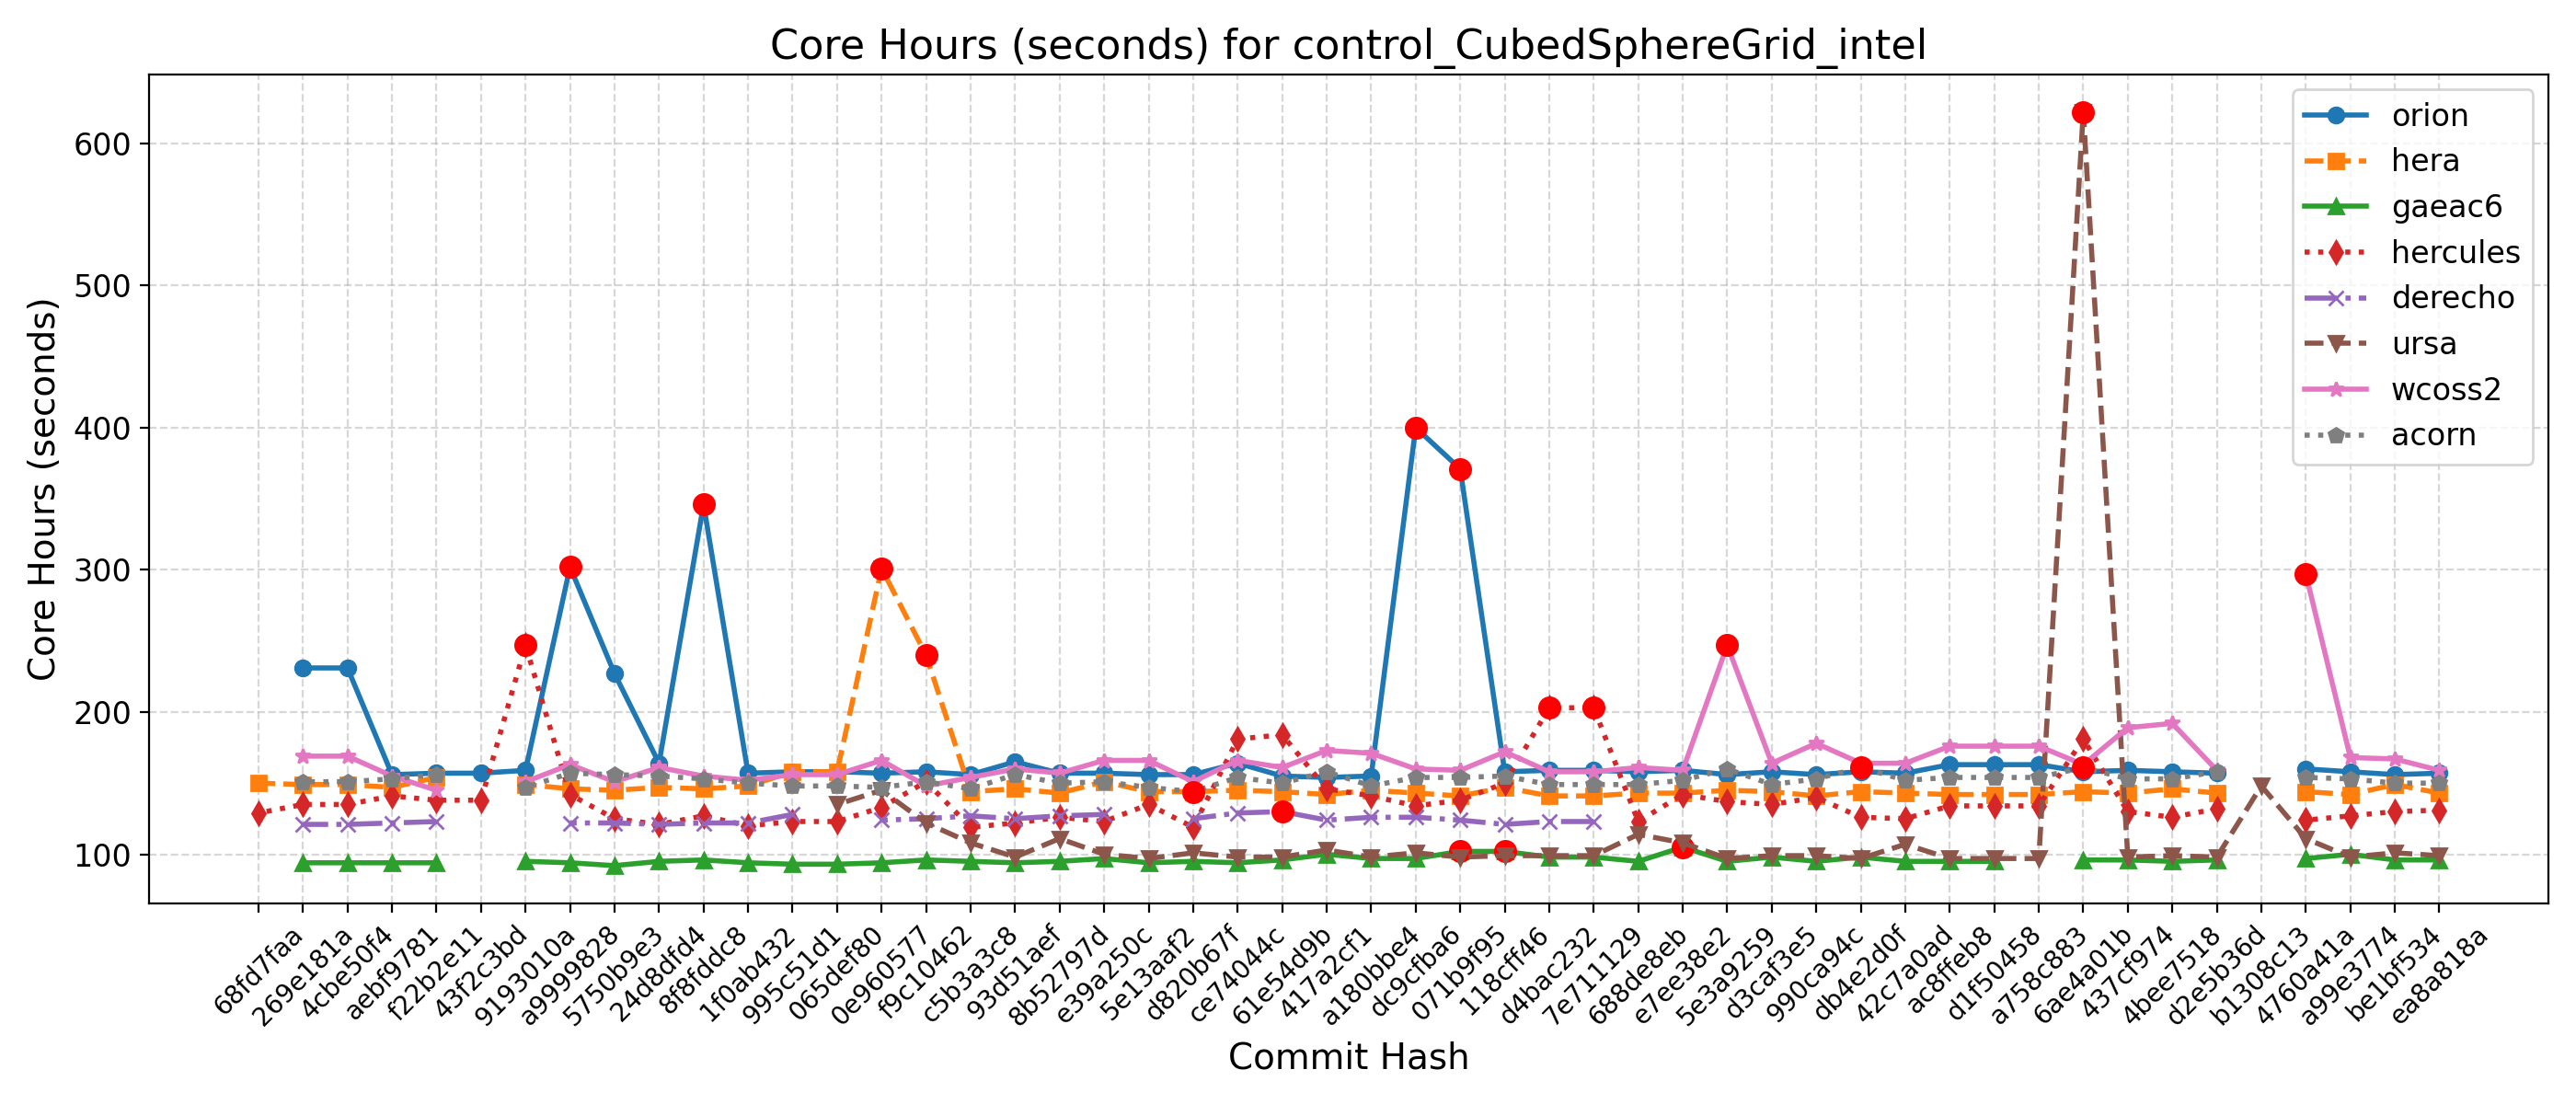 Core Hours (seconds) for control_CubedSphereGrid_intel
Core Hours (seconds)
600
500
400
300
200
100
orion
hera
gaeac6
hercules
derecho
ursa
wcoss2
acorn
68fd7faa
269e181a
4cbe50f4
aebf9781
f22b2e11
43f2c3bd
9193010a
a9999828
5750b9e3
24d8dfd4
8f8fddc8
1f0ab432
995c51d1
065def80
0e960577
f9c10462
c5b3a3c8
93d51aef
8b52797d
e39a250c
5e13aaf2
d820b67f
ce74044c
61e54d9b
417a2cf1
a180bbe4
dc9cfba6
071b9f95
118cff46
d4bac232
7e711129
688de8eb
e7ee38e2
5e3a9259
d3caf3e5
990ca94c
db4e2d0f
42c7a0ad
ac8ffeb8
d1f50458
a758c883
6ae4a01b
437cf974
4bee7518
d2e5b36d
b1308c13
4760a41a
a99e3774
be1bf534
ea8a818a
Commit Hash